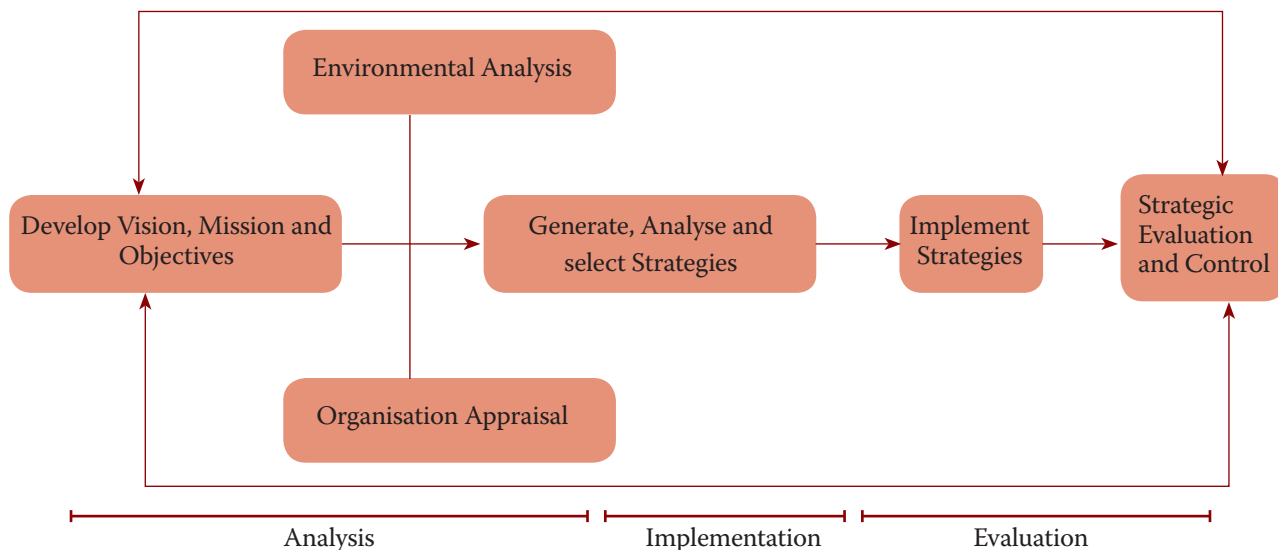 Environmental Analysis
Develop Vision, Mission and
Objectives
Generate, Analyse and
select Strategies
Implement
Strategies
Strategic
Evaluation
and Control
Organisation Appraisal
Analysis
Implementation
Evaluation